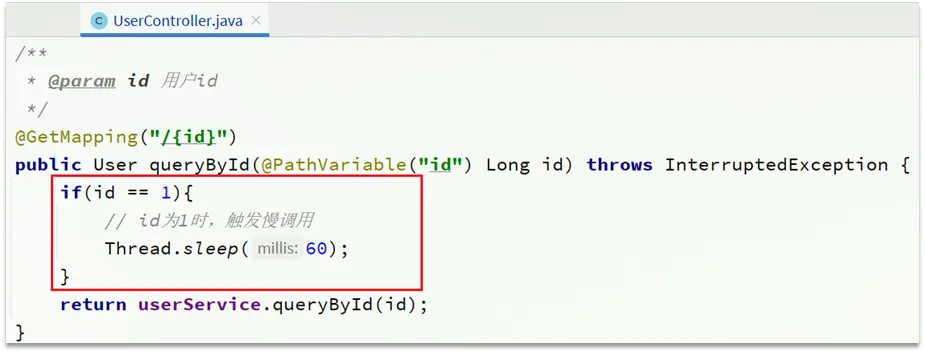 UserController.java
/**
 * @param id 用户id
 */
@GetMapping("/{id}")
public User queryById(@PathVariable("id") Long id) throws InterruptedException {
    if(id == 1){
        // id为1时，触发慢调用
        Thread.sleep( millis: 60);
    }
    return userService.queryById(id);
}